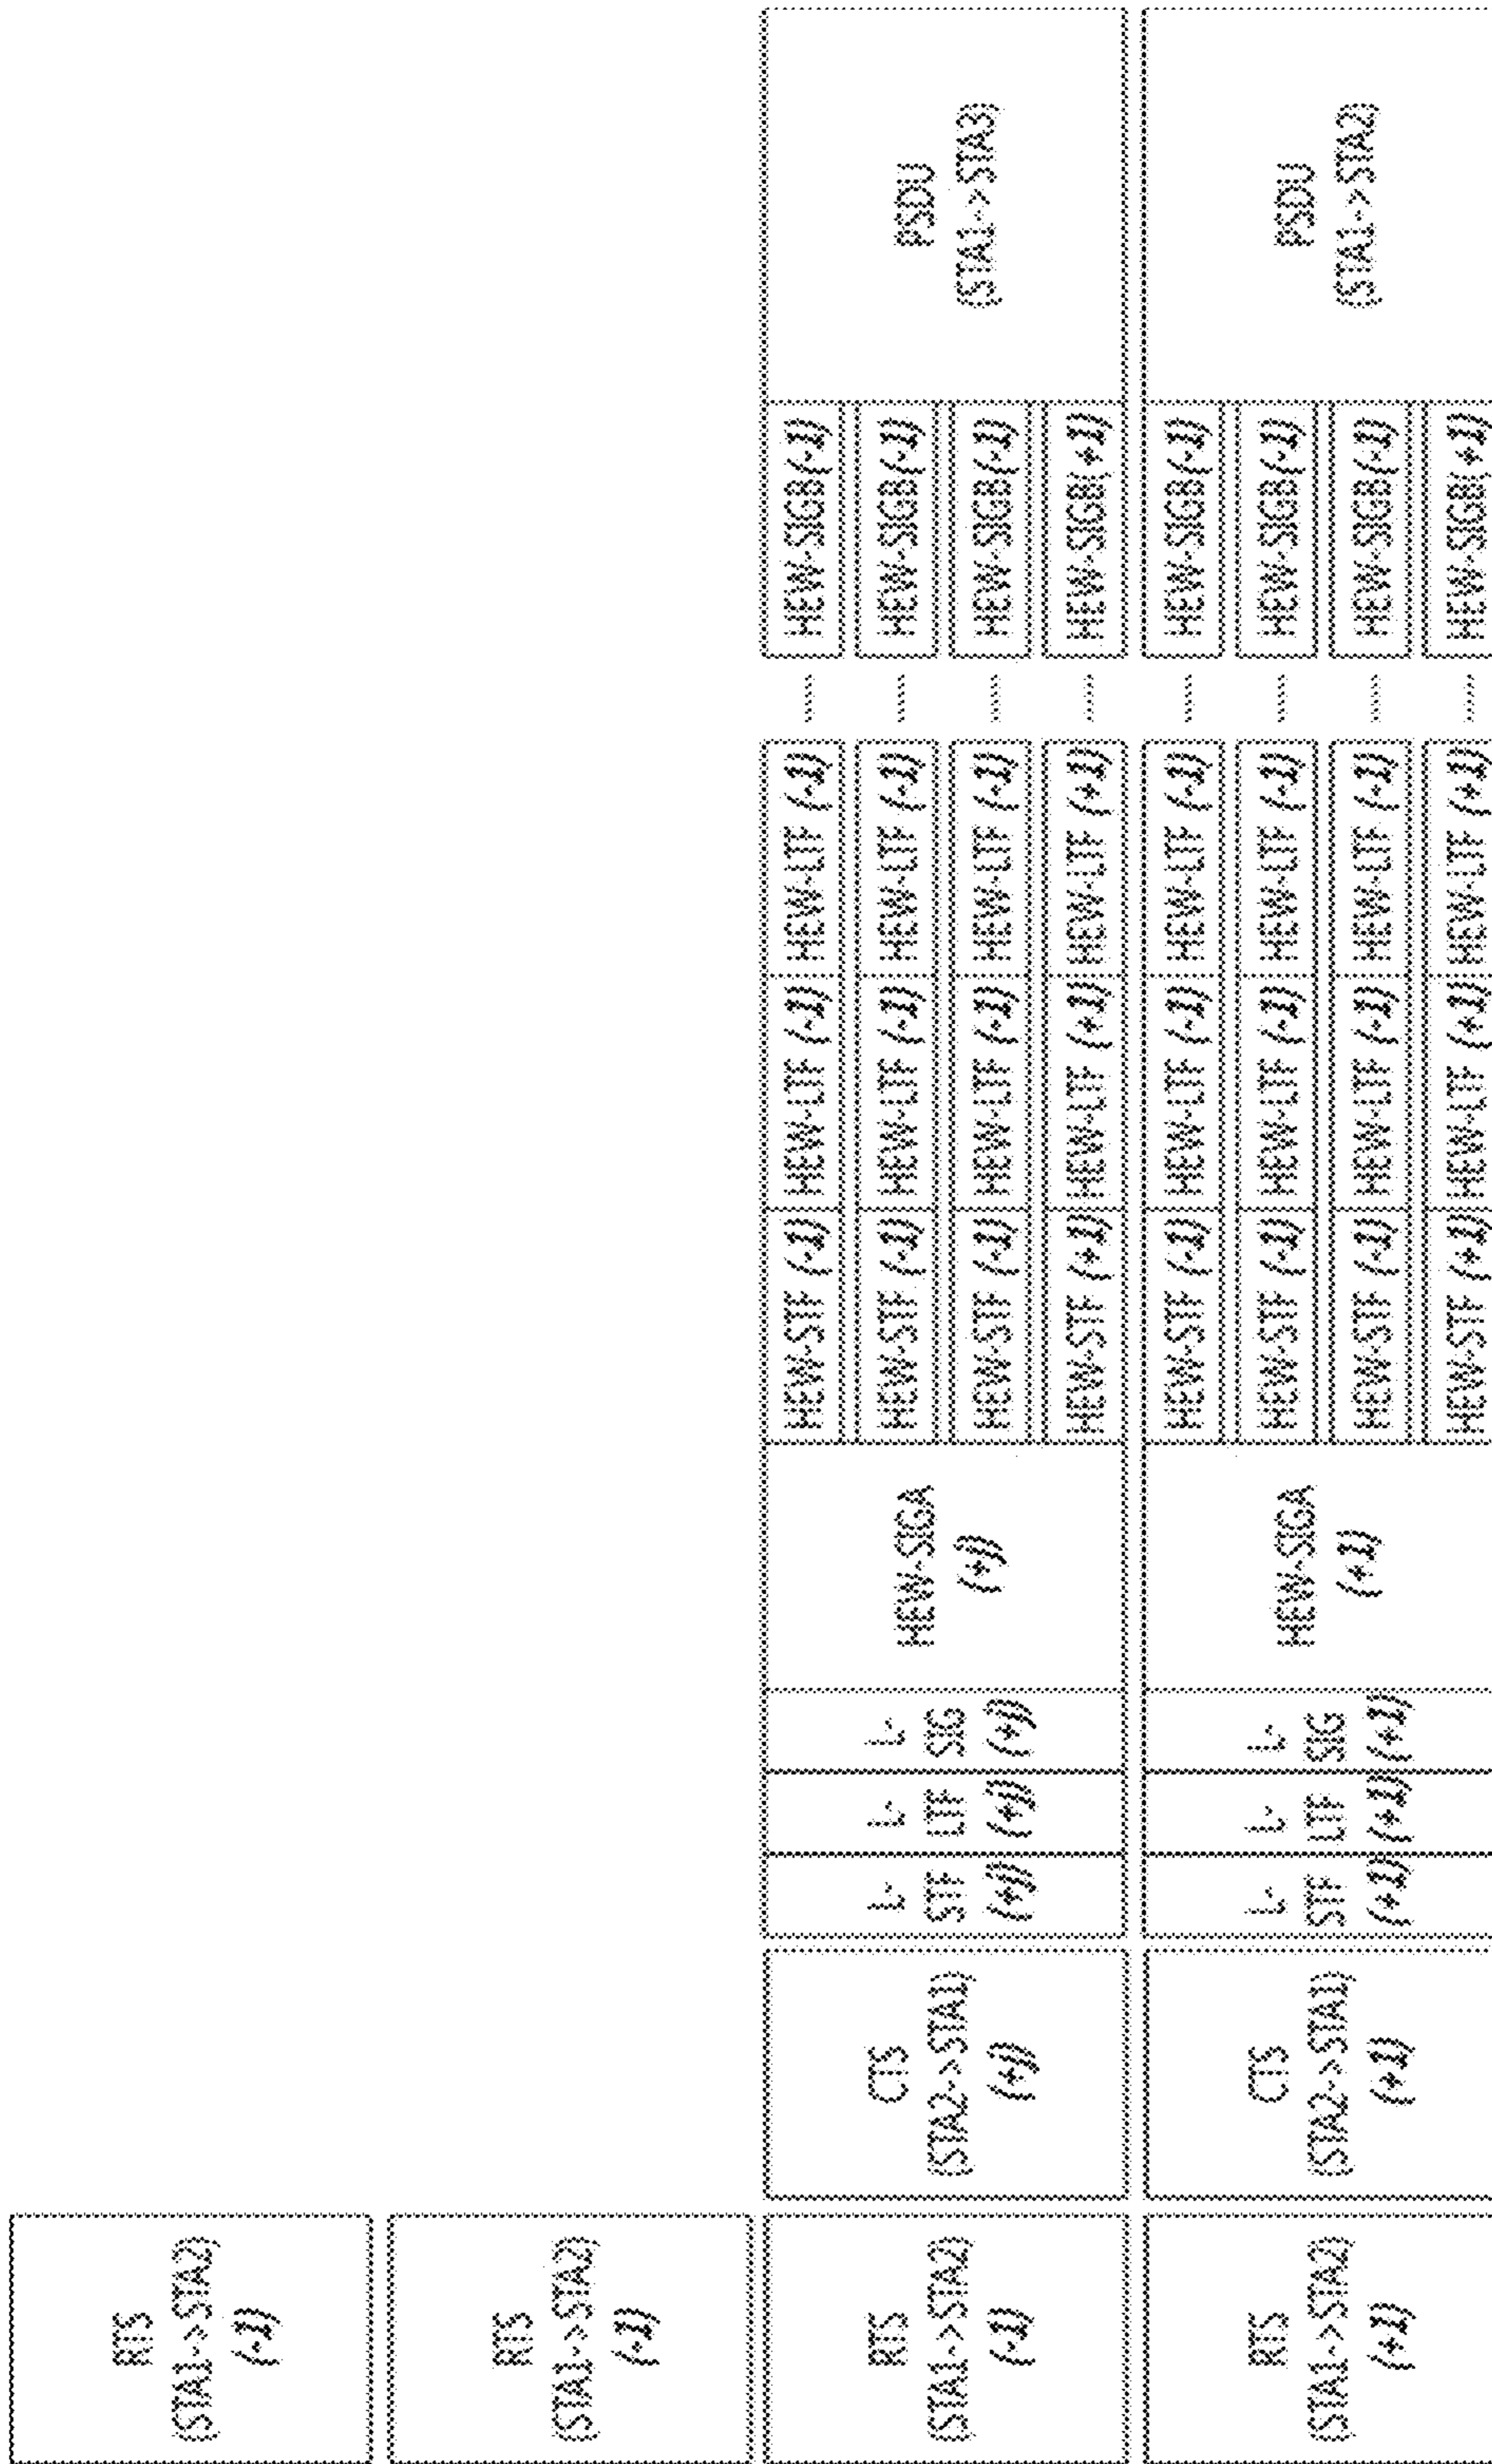 RTS
(STA1->STA2)
(-1)
RTS
(STA1->STA2)
(-1)
RTS
(STA1->STA2)
(-1)
CTS
(STA2->STA1)
(+j)
L-
STF
(+j)
L-
LTF
(+j)
L-
SIG
(+j)
HEW-SIGA
(+j)
HEW-STF (-1) HEW-LTF (-1) HEW-LTF (-1) ----- HEW-SIGB(-1)
HEW-STF (-1) HEW-LTF (-1) HEW-LTF (-1) ----- HEW-SIGB(-1)
HEW-STF (-1) HEW-LTF (-1) HEW-LTF (-1) ----- HEW-SIGB(-1)
HEW-STF (+1) HEW-LTF (+1) HEW-LTF (+1) ----- HEW-SIGB(+1)
PSDU
(STA1->STA3)
RTS
(STA1->STA2)
(+1)
CTS
(STA2->STA1)
(+1)
L-
STF
(+1)
L-
LTF
(+1)
L-
SIG
(+1)
HEW-SIGA
(+1)
HEW-STF (-1) HEW-LTF (-1) HEW-LTF (-1) ----- HEW-SIGB(-1)
HEW-STF (-1) HEW-LTF (-1) HEW-LTF (-1) ----- HEW-SIGB(-1)
HEW-STF (-1) HEW-LTF (-1) HEW-LTF (-1) ----- HEW-SIGB(-1)
HEW-STF (+1) HEW-LTF (+1) HEW-LTF (+1) ----- HEW-SIGB(+1)
PSDU
(STA1->STA2)